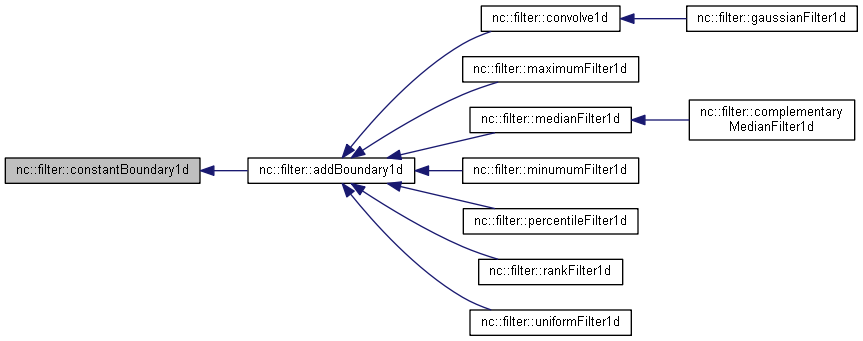 nc::filter::constantBoundary1d
nc::filter::addBoundary1d
nc::filter::convolve1d
nc::filter::gaussianFilter1d
nc::filter::maximumFilter1d
nc::filter::medianFilter1d
nc::filter::complementary
MedianFilter1d
nc::filter::minumumFilter1d
nc::filter::percentileFilter1d
nc::filter::rankFilter1d
nc::filter::uniformFilter1d